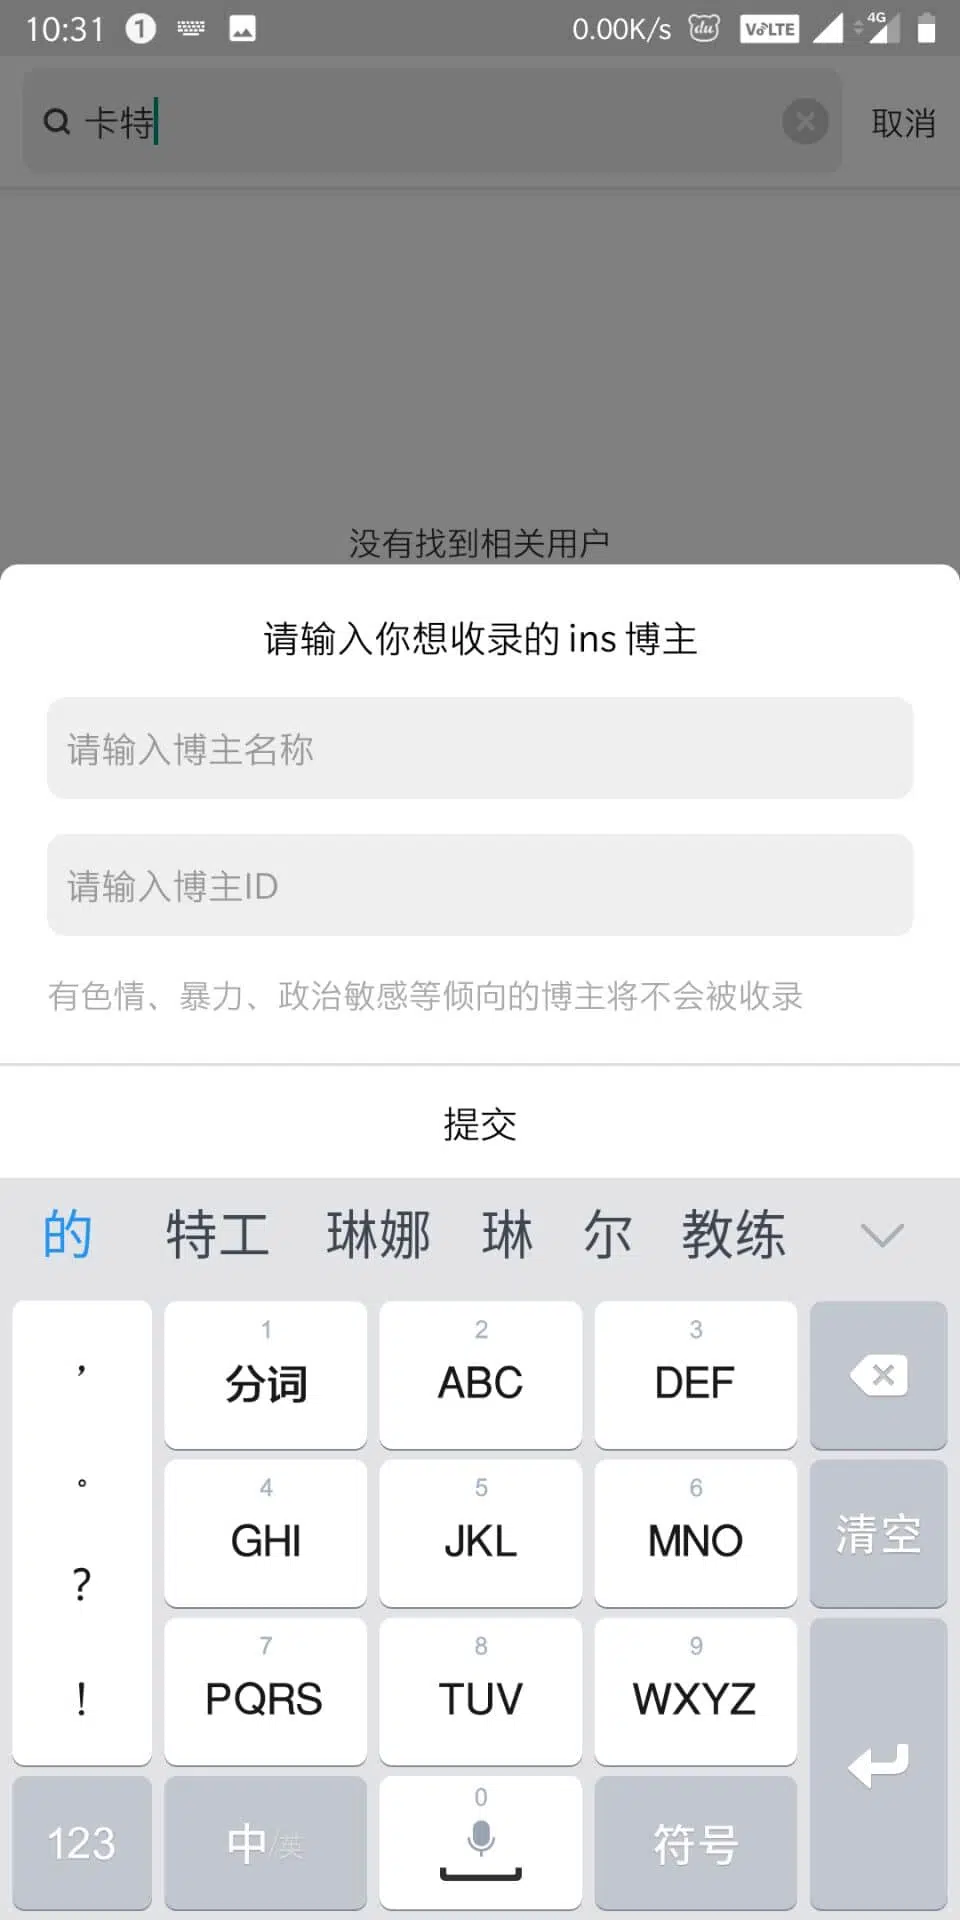 10:31 1 0.00K/s du VoLTE 4G
卡特 取消
没有找到相关用户
请输入你想收录的 ins 博主
请输入博主名称
请输入博主ID
有色情、暴力、政治敏感等倾向的博主将不会被收录
提交
的 特工 琳娜 琳 尔 教练
， 1 2 3
分词 ABC DEF
。 4 5 6
GHI JKL MNO 清空
?
7 8 9
! PQRS TUV WXYZ
0
123 中/英 符号